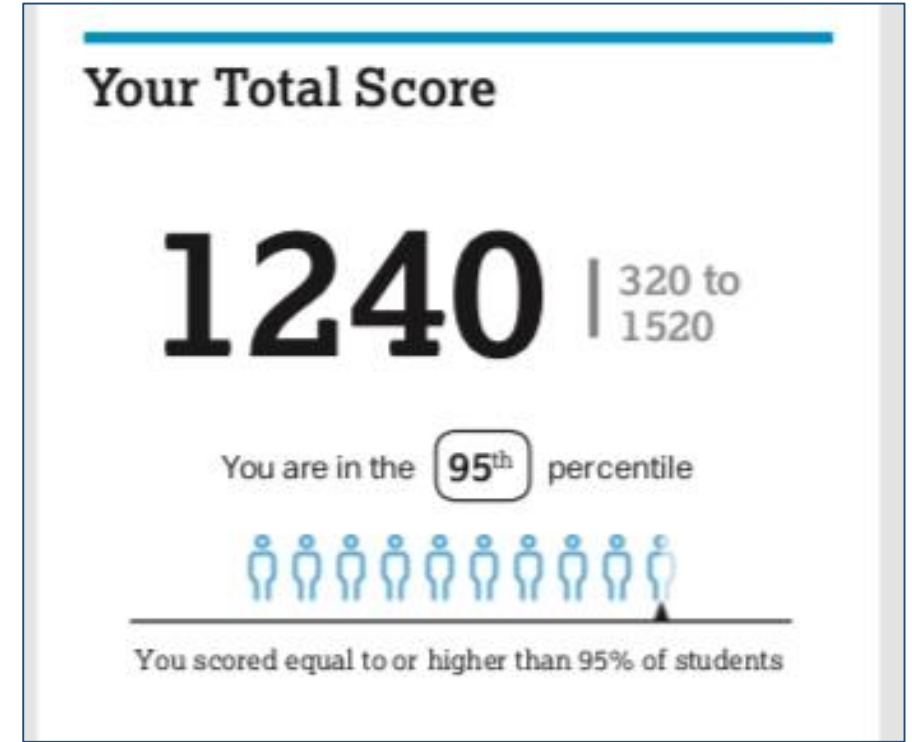 Your Total Score
1240
320 to
1520
You are in the 95th percentile
You scored equal to or higher than 95% of students